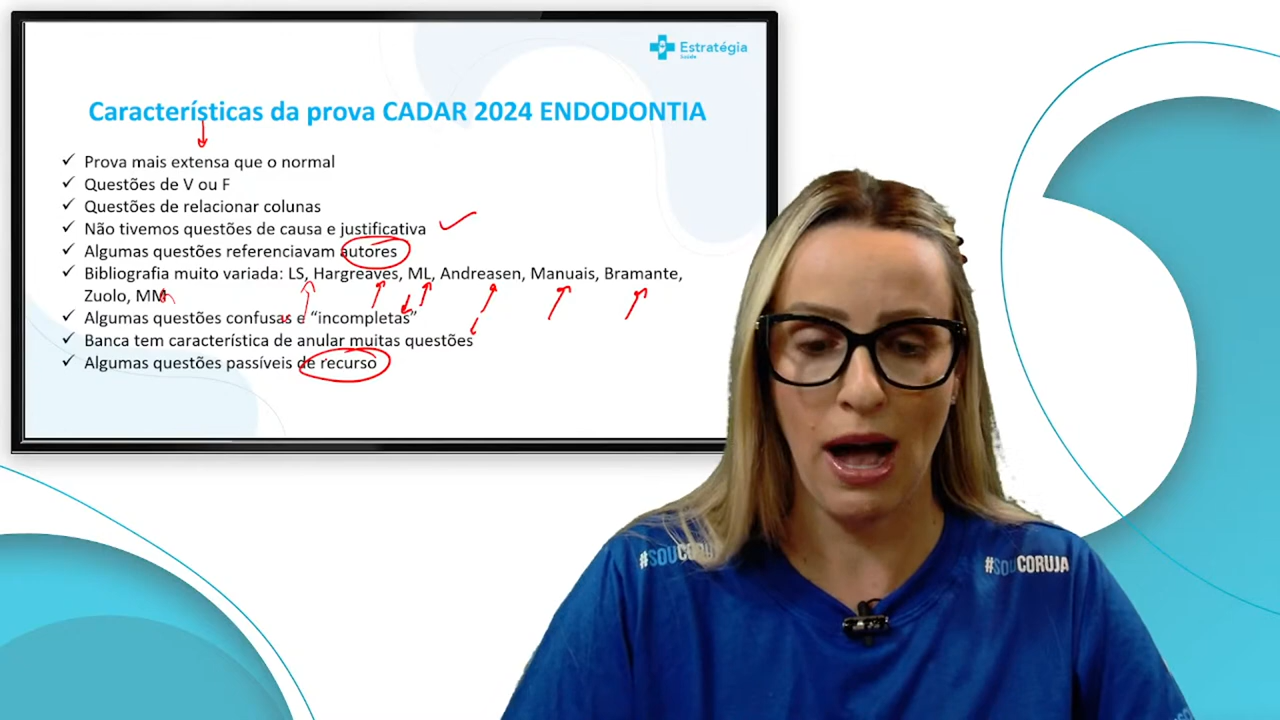 Estratégia
Saúde
Características da prova CADAR 2024 ENDODONTIA
✓ Prova mais extensa que o normal
✓ Questões de V ou F
✓ Questões de relacionar colunas
✓ Não tivemos questões de causa e justificativa
✓ Algumas questões referenciavam autores
✓ Bibliografia muito variada: LS, Hargreaves, ML, Andreasen, Manuais, Bramante,
Zuolo, MM
✓ Algumas questões confusas e “incompletas”
✓ Banca tem característica de anular muitas questões
✓ Algumas questões passíveis de recurso
#SOUCORUJA
#SOUCORUJA